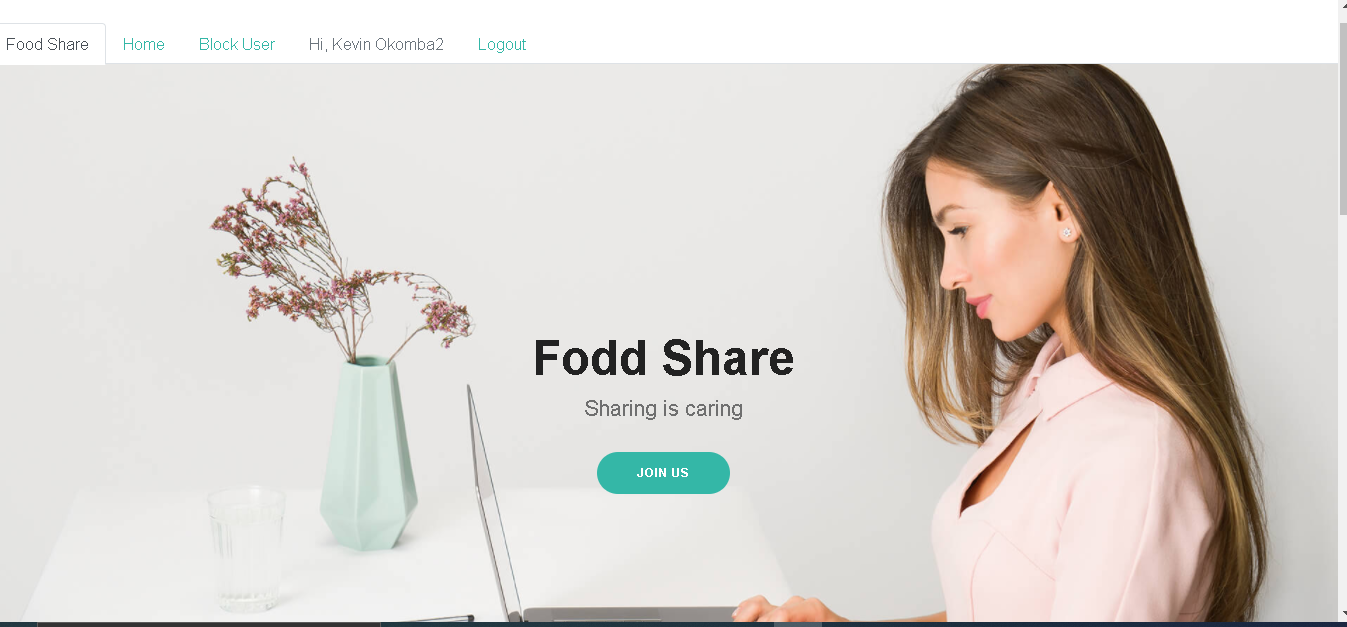 Food Share Home Block User Hi, Kevin Okomba2 Logout
Fodd Share
Sharing is caring
JOIN US